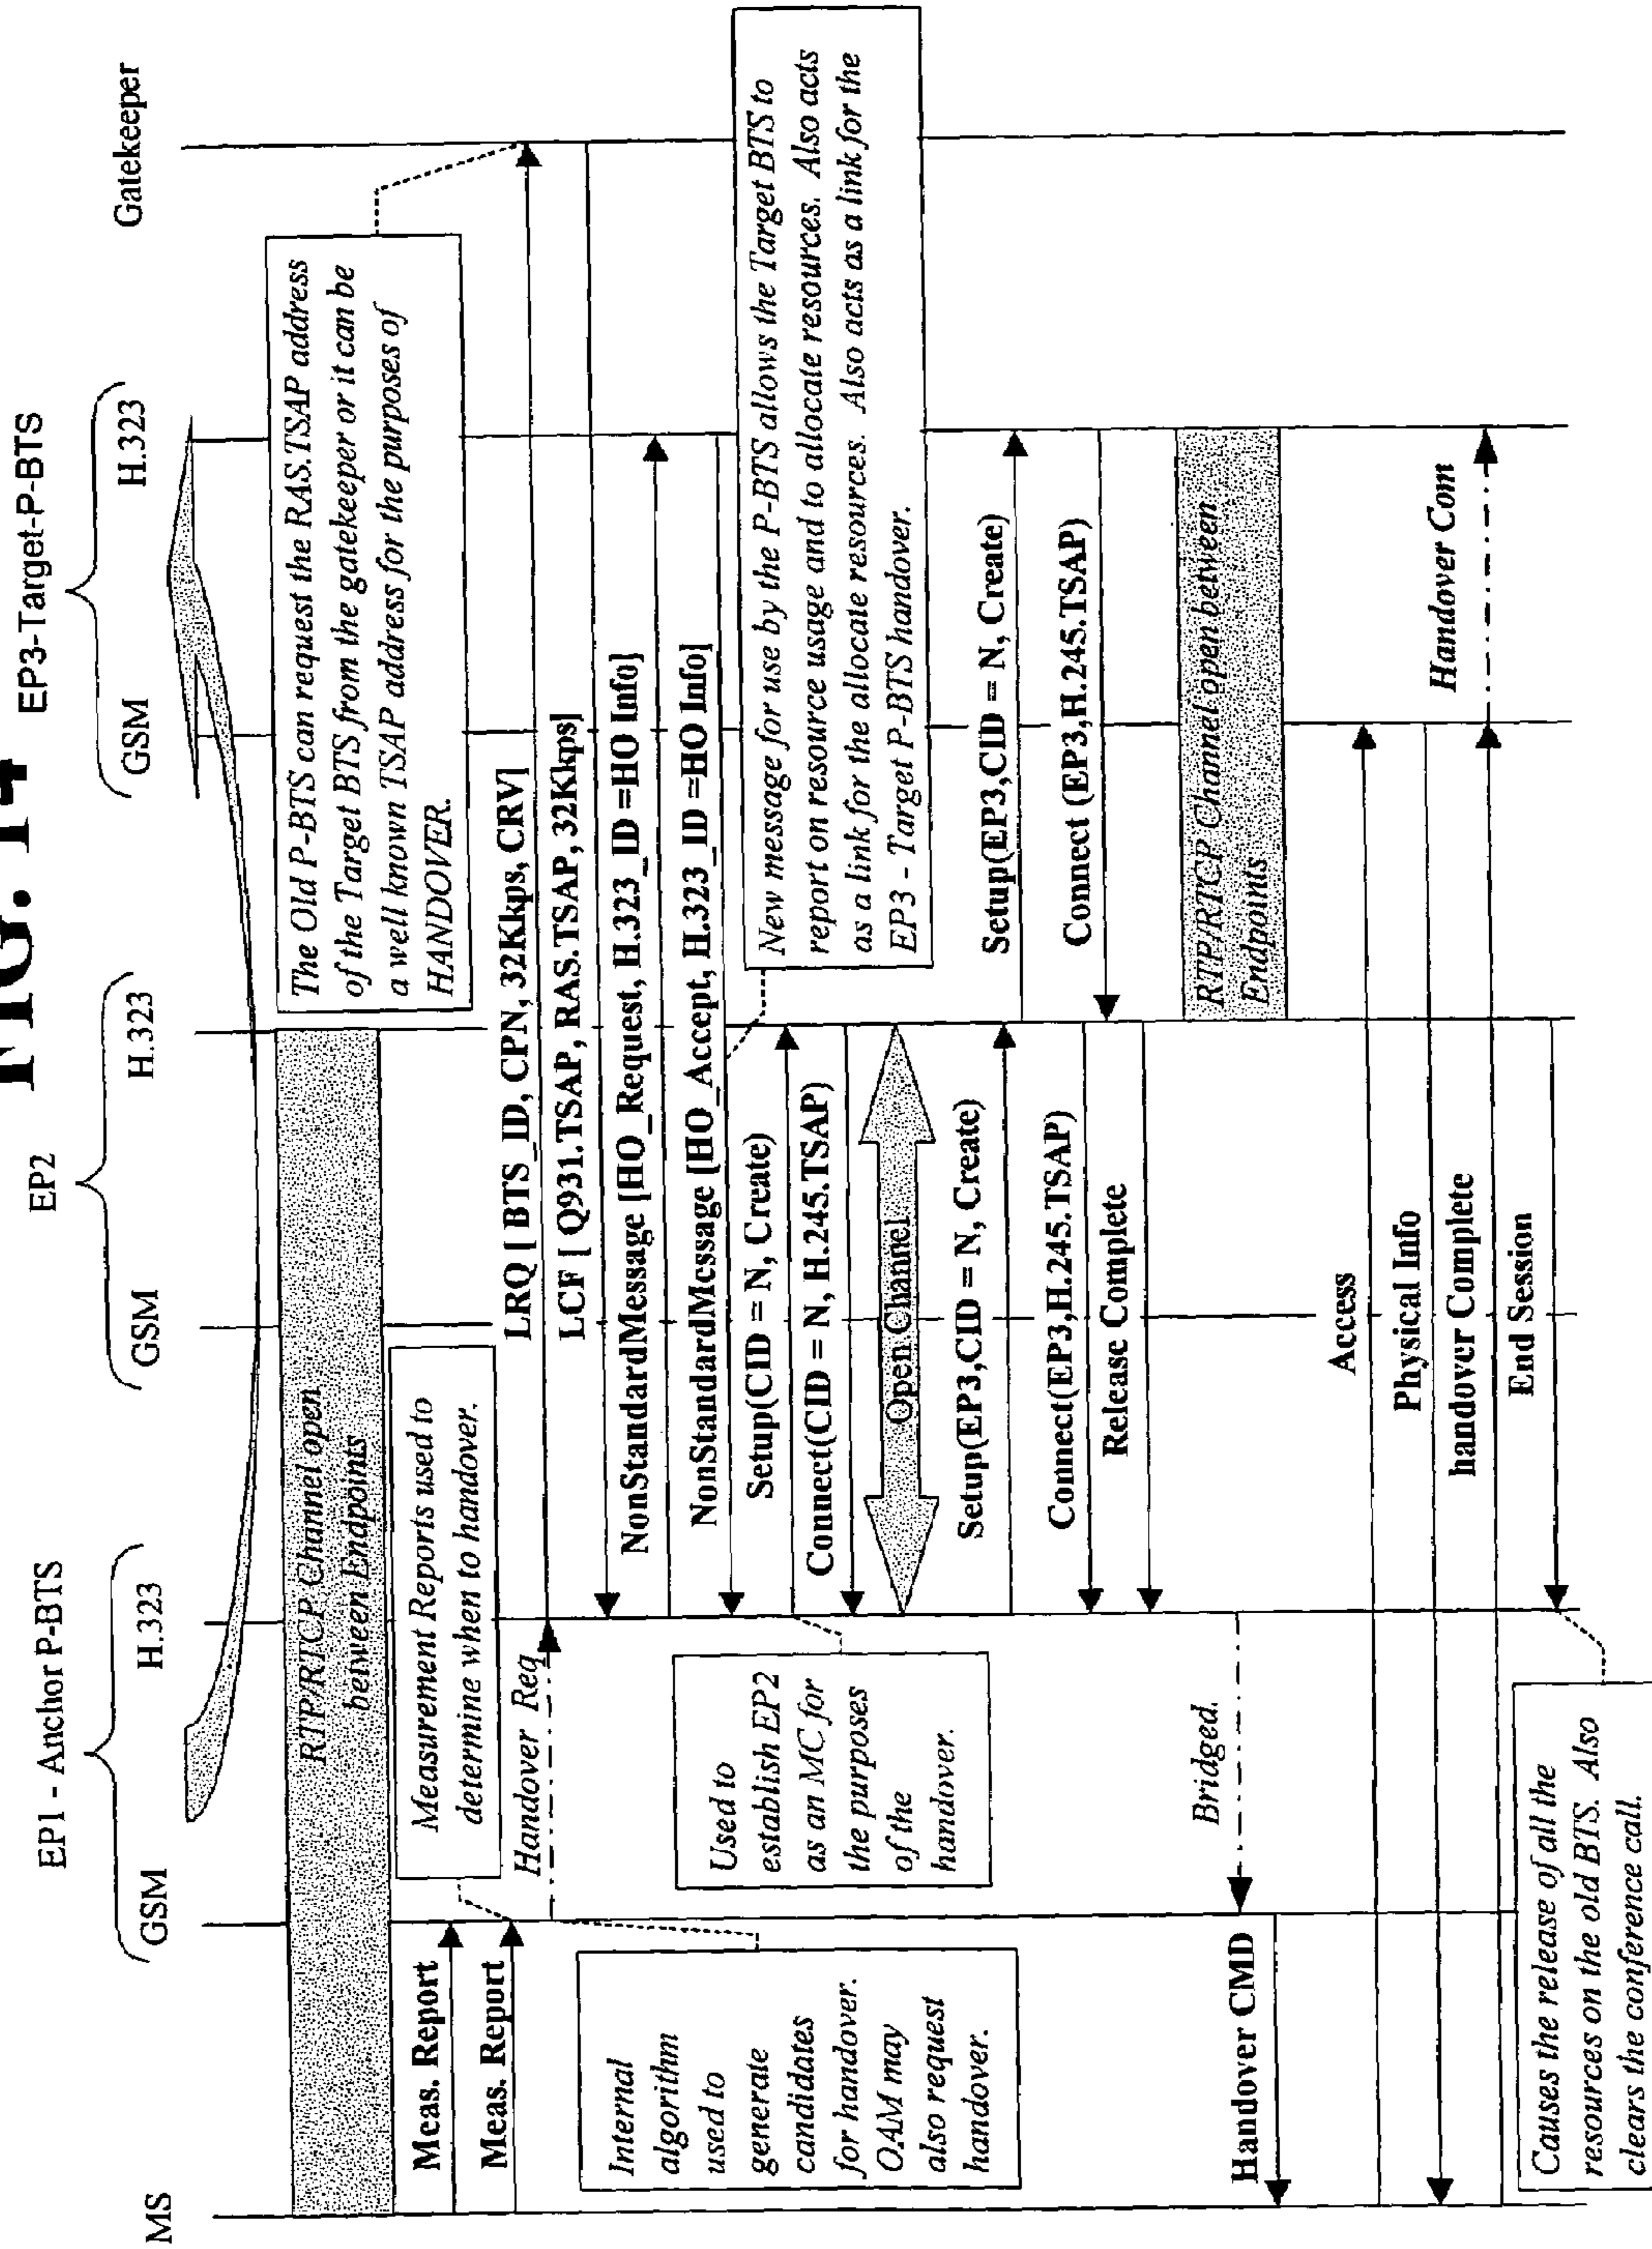 FIG. 14
EP1 - Anchor P-BTS
EP2
EP3-Target-P-BTS
MS
GSM
H.323
GSM
H.323
GSM
H.323
Gatekeeper
RTP/RTCP Channel open
between Endpoints
The Old P-BTS can request the RAS.TSAP address
of the Target BTS from the gatekeeper or it can be
a well known TSAP address for the purposes of
HANDOVER.
Meas. Report
Meas. Report
Measurement Reports used to
determine when to handover.
Handover Req
LRQ [ BTS_ID, CPN, 32Kkps, CRV]
LCF [ Q931.TSAP, RAS.TSAP, 32Kkps]
Internal
algorithm
used to
generate
candidates
for handover.
OAM may
also request
handover.
NonStandardMessage [HO_Request, H.323_ID =HO Info]
NonStandardMessage [HO_Accept, H.323_ID =HO Info]
Used to
establish EP2
as an MC for
the purposes
of the
handover.
Setup(CID = N, Create)
Connect(CID = N, H.245.TSAP)
New message for use by the P-BTS allows the Target BTS to
report on resource usage and to allocate resources. Also acts
as a link for the allocate resources. Also acts as a link for the
EP3 - Target P-BTS handover.
Open Channel
Setup(EP3,CID = N, Create)
Setup(EP3,CID = N, Create)
Connect(EP3,H.245.TSAP)
Connect (EP3,H.245.TSAP)
Release Complete
RTP/RTCP Channel open between
Endpoints
Bridged.
Handover CMD
Access
Physical Info
handover Complete
Handover Com
End Session
Causes the release of all the
resources on the old BTS. Also
clears the conference call.